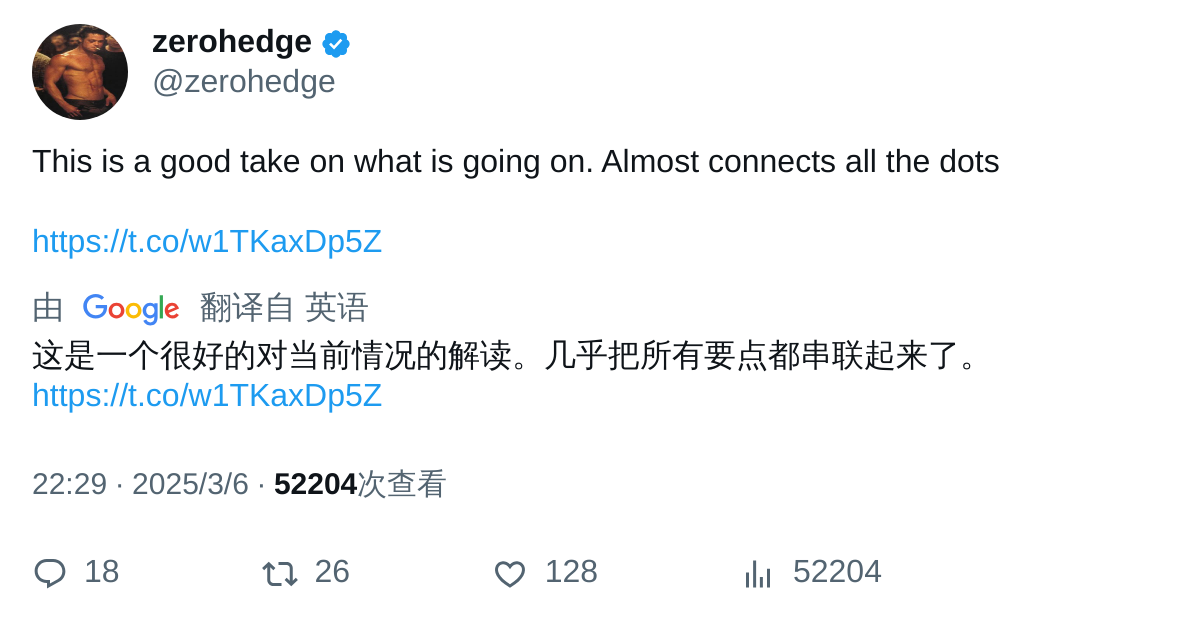 zerohedge
@zerohedge
This is a good take on what is going on. Almost connects all the dots
https://t.co/w1TKaxDp5Z
由 Google 翻译自 英语
这是一个很好的对当前情况的解读。几乎把所有要点都串联起来了。
https://t.co/w1TKaxDp5Z
22:29 · 2025/3/6 · 52204次查看
18 26 128 52204